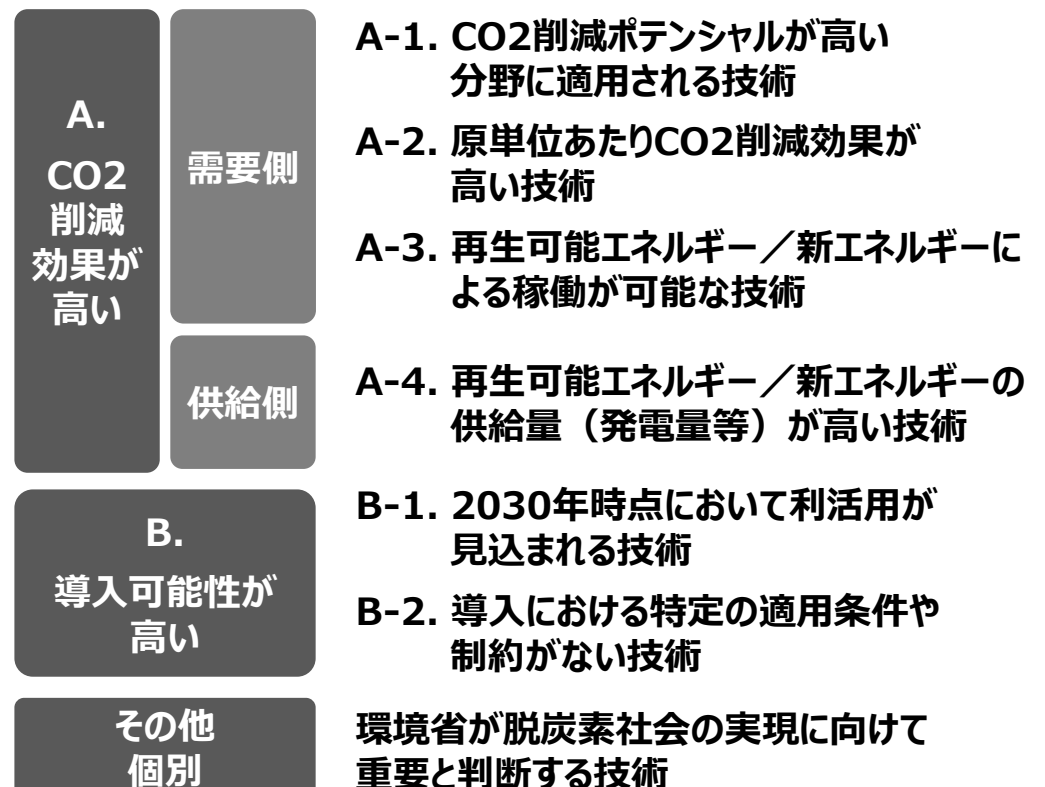 A.
CO2
削減
効果が
高い
需要側
A-1. CO2削減ポテンシャルが高い
分野に適用される技術
A-2. 原単位あたりCO2削減効果が
高い技術
A-3. 再生可能エネルギー／新エネルギーに
よる稼働が可能な技術
供給側
A-4. 再生可能エネルギー／新エネルギーの
供給量（発電量等）が高い技術
B.
導入可能性が
高い
B-1. 2030年時点において利活用が
見込まれる技術
B-2. 導入における特定の適用条件や
制約がない技術
その他
個別
環境省が脱炭素社会の実現に向けて
重要と判断する技術